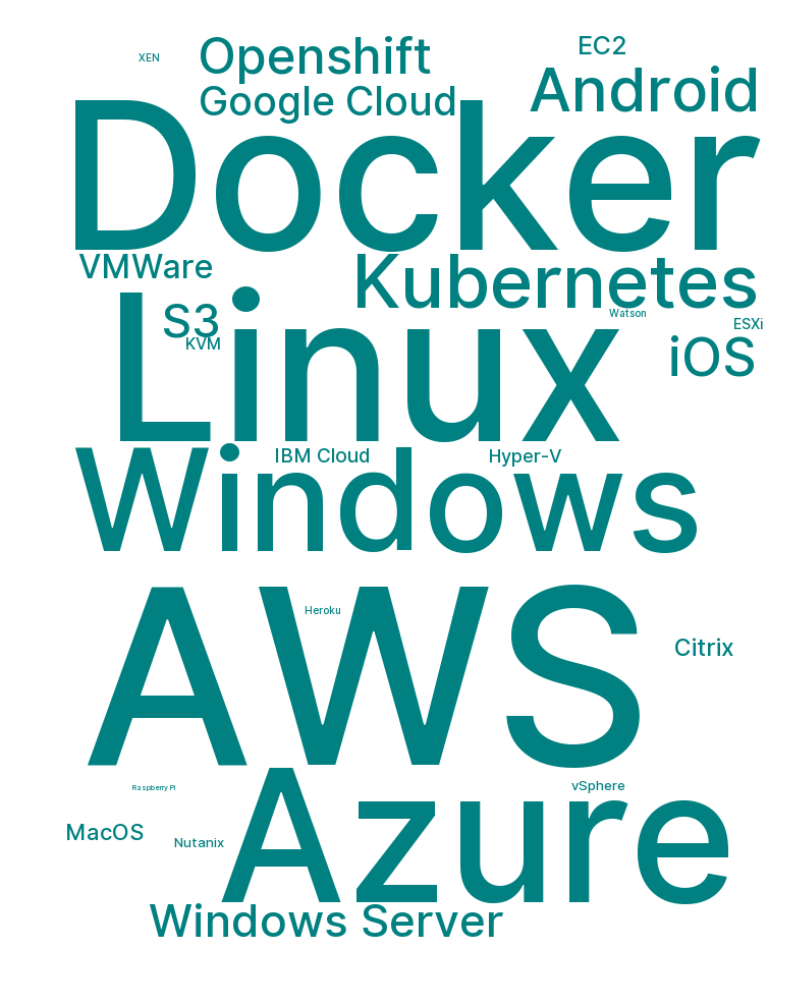 XEN
Openshift
EC2
Google Cloud
Android
Docker
VMWare
Kubernetes
S3
Watson
ESXi
KVM
Linux
iOS
IBM Cloud
Hyper-V
Windows
AWS
Heroku
Citrix
Raspberry Pi
vSphere
Azure
MacOS
Nutanix
Windows Server